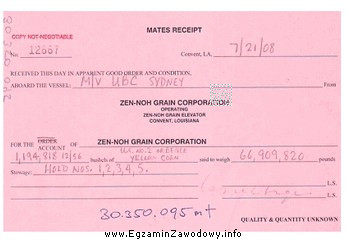 MATES RECEIPT
COPY NOT-NEGOTIABLE
No. 12667
Convent, LA. 7/21/08
RECEIVED THIS DAY IN APPARENT GOOD ORDER AND CONDITION,
ABOARD THE VESSEL: M/V UBC SYDNEY
ZEN-NOH GRAIN CORPORATION
OPERATING
ZEN-NOH GRAIN ELEVATOR
CONVENT, LOUISIANA
FOR THE ORDER ACCOUNT OF ZEN-NOH GRAIN CORPORATION
U.S. NO. 2 OR BETTER
1,194,818 12/56 bushels of YELLOW CORN said to weigh 66,909,820 pounds
Stowage: HOLD NOS 1,2,3,4,5.
L.S.
L.S.
30.350.095 mt
QUALITY & QUANTITY UNKNOWN
www.EgzaminZawodowy.info